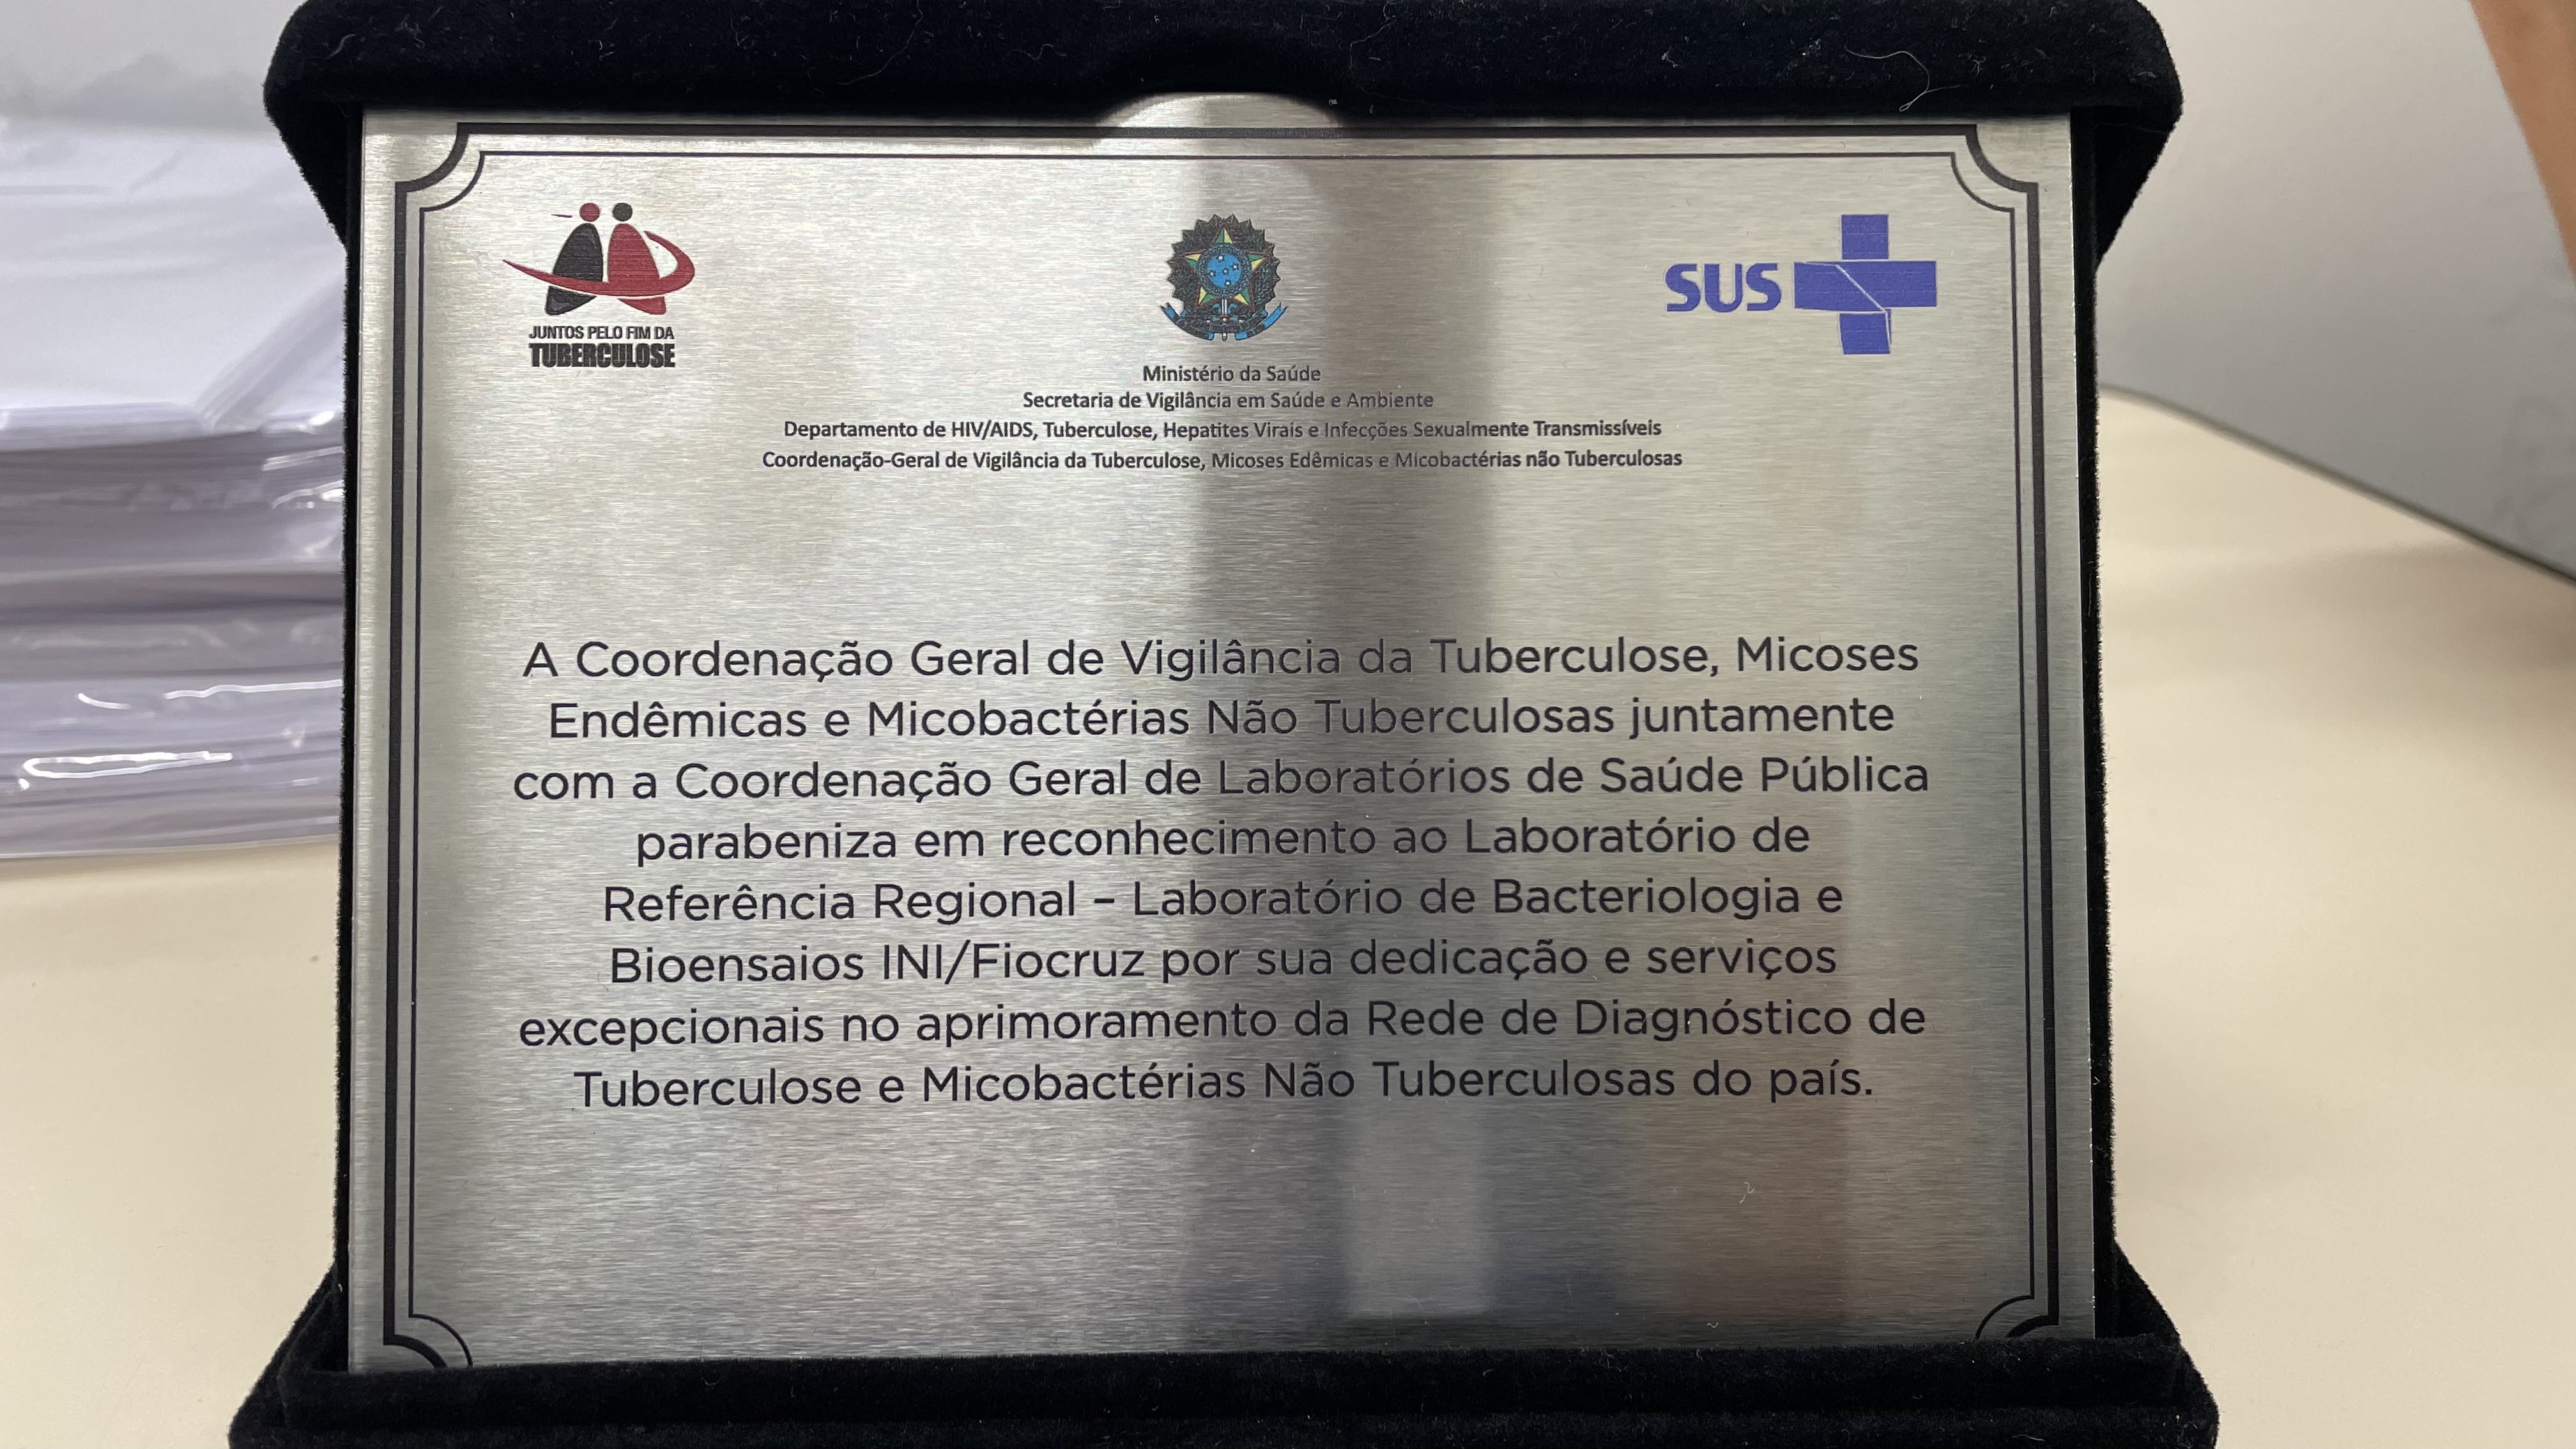 JUNTOS PELO FIM DA
TUBERCULOSE
SUS
Ministério da Saúde
Secretaria de Vigilância em Saúde e Ambiente
Departamento de HIV/AIDS, Tuberculose, Hepatites Virais e Infecções Sexualmente Transmissíveis
Coordenação-Geral de Vigilância da Tuberculose, Micoses Edêmicas e Micobactérias não Tuberculosas
A Coordenação Geral de Vigilância da Tuberculose, Micoses
Endêmicas e Micobactérias Não Tuberculosas juntamente
com a Coordenação Geral de Laboratórios de Saúde Pública
parabeniza em reconhecimento ao Laboratório de
Referência Regional – Laboratório de Bacteriologia e
Bioensaios INI/Fiocruz por sua dedicação e serviços
excepcionais no aprimoramento da Rede de Diagnóstico de
Tuberculose e Micobactérias Não Tuberculosas do país.